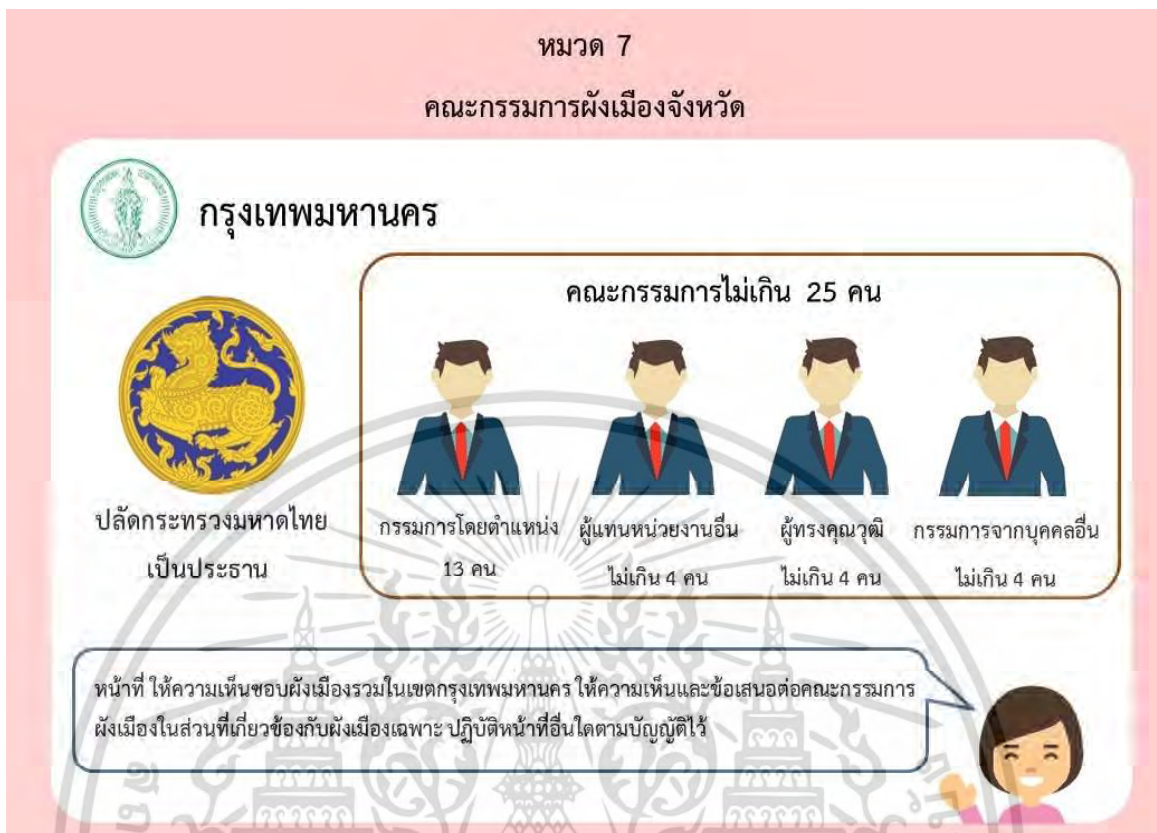 หมวด 7
คณะกรรมการผังเมืองจังหวัด
กรุงเทพมหานคร
คณะกรรมการไม่เกิน 25 คน
ปลัดกระทรวงมหาดไทย
เป็นประธาน
กรรมการโดยตำแหน่ง
13 คน
ผู้แทนหน่วยงานอื่น
ไม่เกิน 4 คน
ผู้ทรงคุณวุฒิ
ไม่เกิน 4 คน
กรรมการจากบุคคลอื่น
ไม่เกิน 4 คน
หน้าที่ ให้ความเห็นชอบผังเมืองรวมในเขตกรุงเทพมหานคร ให้ความเห็นและข้อเสนอต่อคณะกรรมการ
ผังเมืองในส่วนที่เกี่ยวข้องกับผังเมืองเฉพาะ ปฏิบัติหน้าที่อื่นใดตามบัญญัติไว้